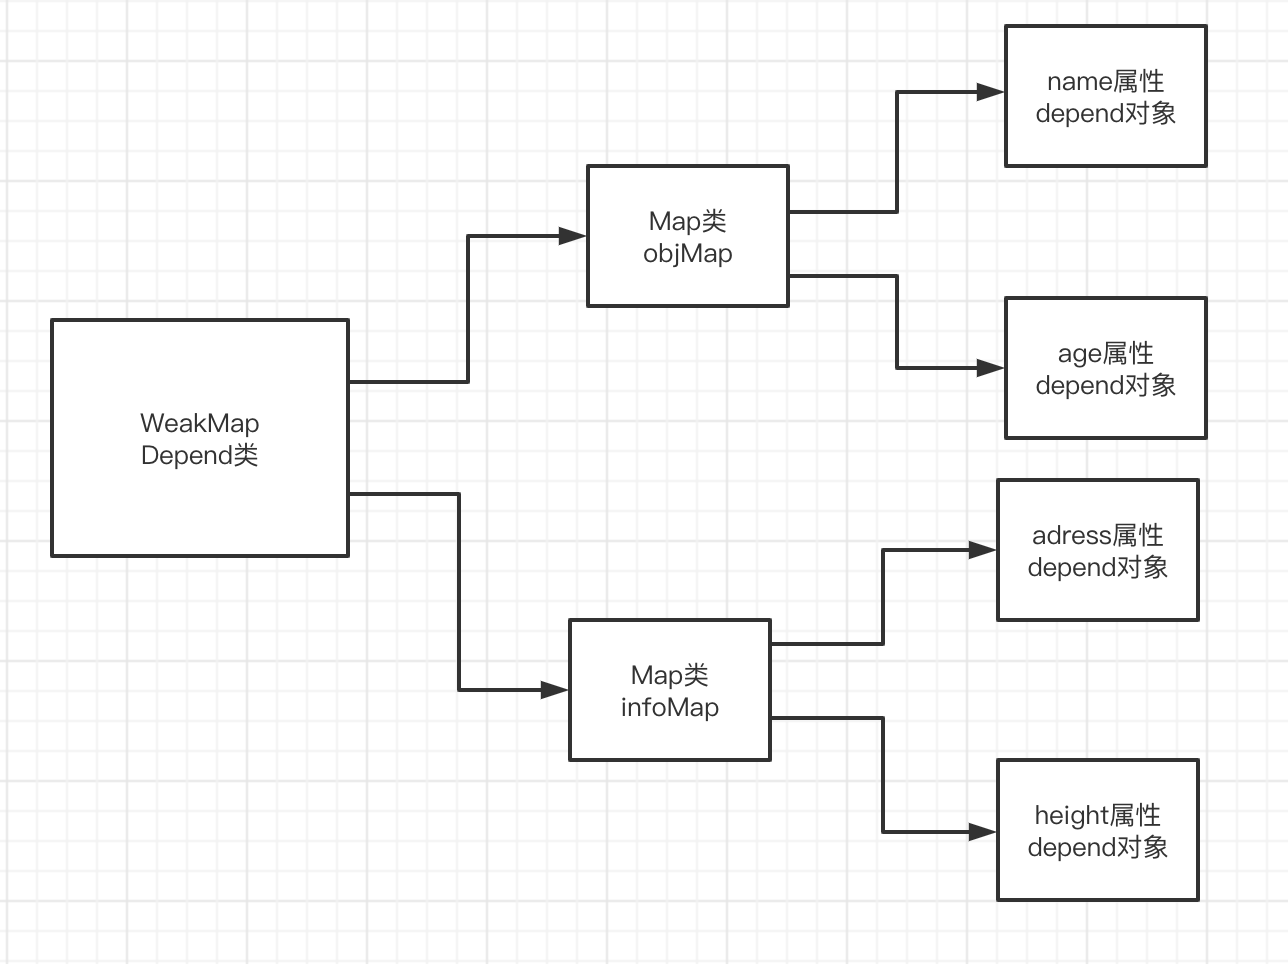 name属性
depend对象
Map类
objMap
age属性
depend对象
WeakMap
Depend类
adress属性
depend对象
Map类
infoMap
height属性
depend对象